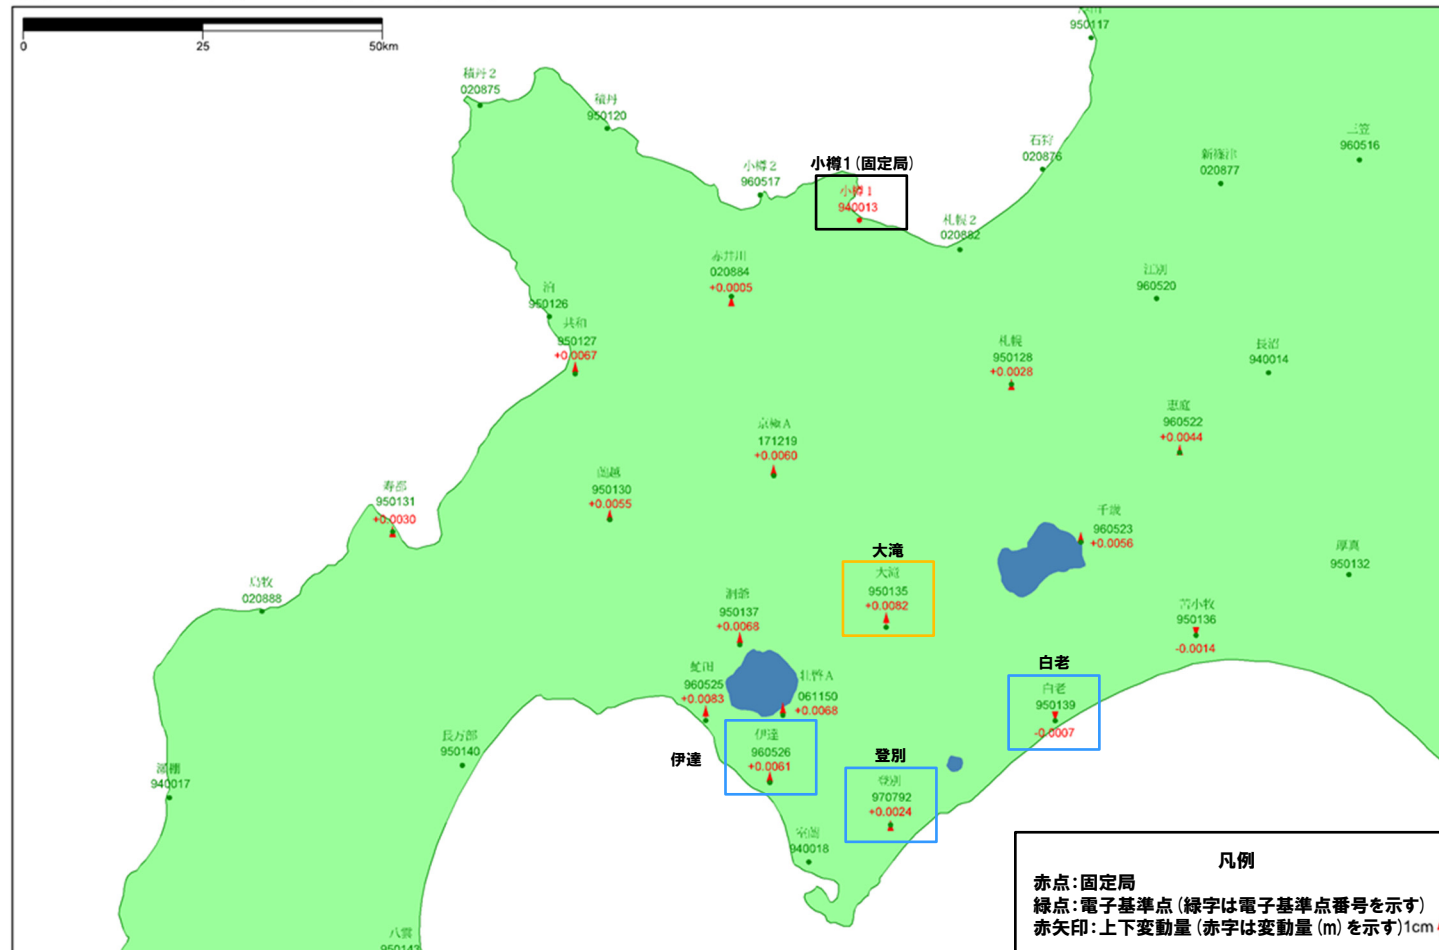 950117
0
25
50km
積丹2
020875
積丹
950120
小樽2
960517
小樽1(固定局)
小樽1
940013
石狩
020876
札幌2
020882
新篠津
020877
三笠
960516
赤井川
020884
+0.0005
江別
960520
泊
950126
共和
950127
+0.0067
札幌
950128
+0.0028
長沼
940014
恵庭
960522
+0.0044
京極A
171219
+0.0060
蘭越
950130
+0.0055
寿都
950131
+0.0030
千歳
960523
+0.0056
大滝
大滝
950135
+0.0082
厚真
950132
島牧
020888
洞爺
950137
+0.0068
苫小牧
950136
-0.0014
白老
白老
950139
-0.0007
虻田
960525
+0.0083
壮瞥A
061150
+0.0068
伊達
伊達
960526
+0.0061
長万部
950140
登別
登別
970792
+0.0024
瀬棚
940017
室蘭
940018
八雲
950143
凡例
赤点:固定局
緑点:電子基準点(緑字は電子基準点番号を示す)
赤矢印:上下変動量(赤字は変動量(m)を示す)1cm